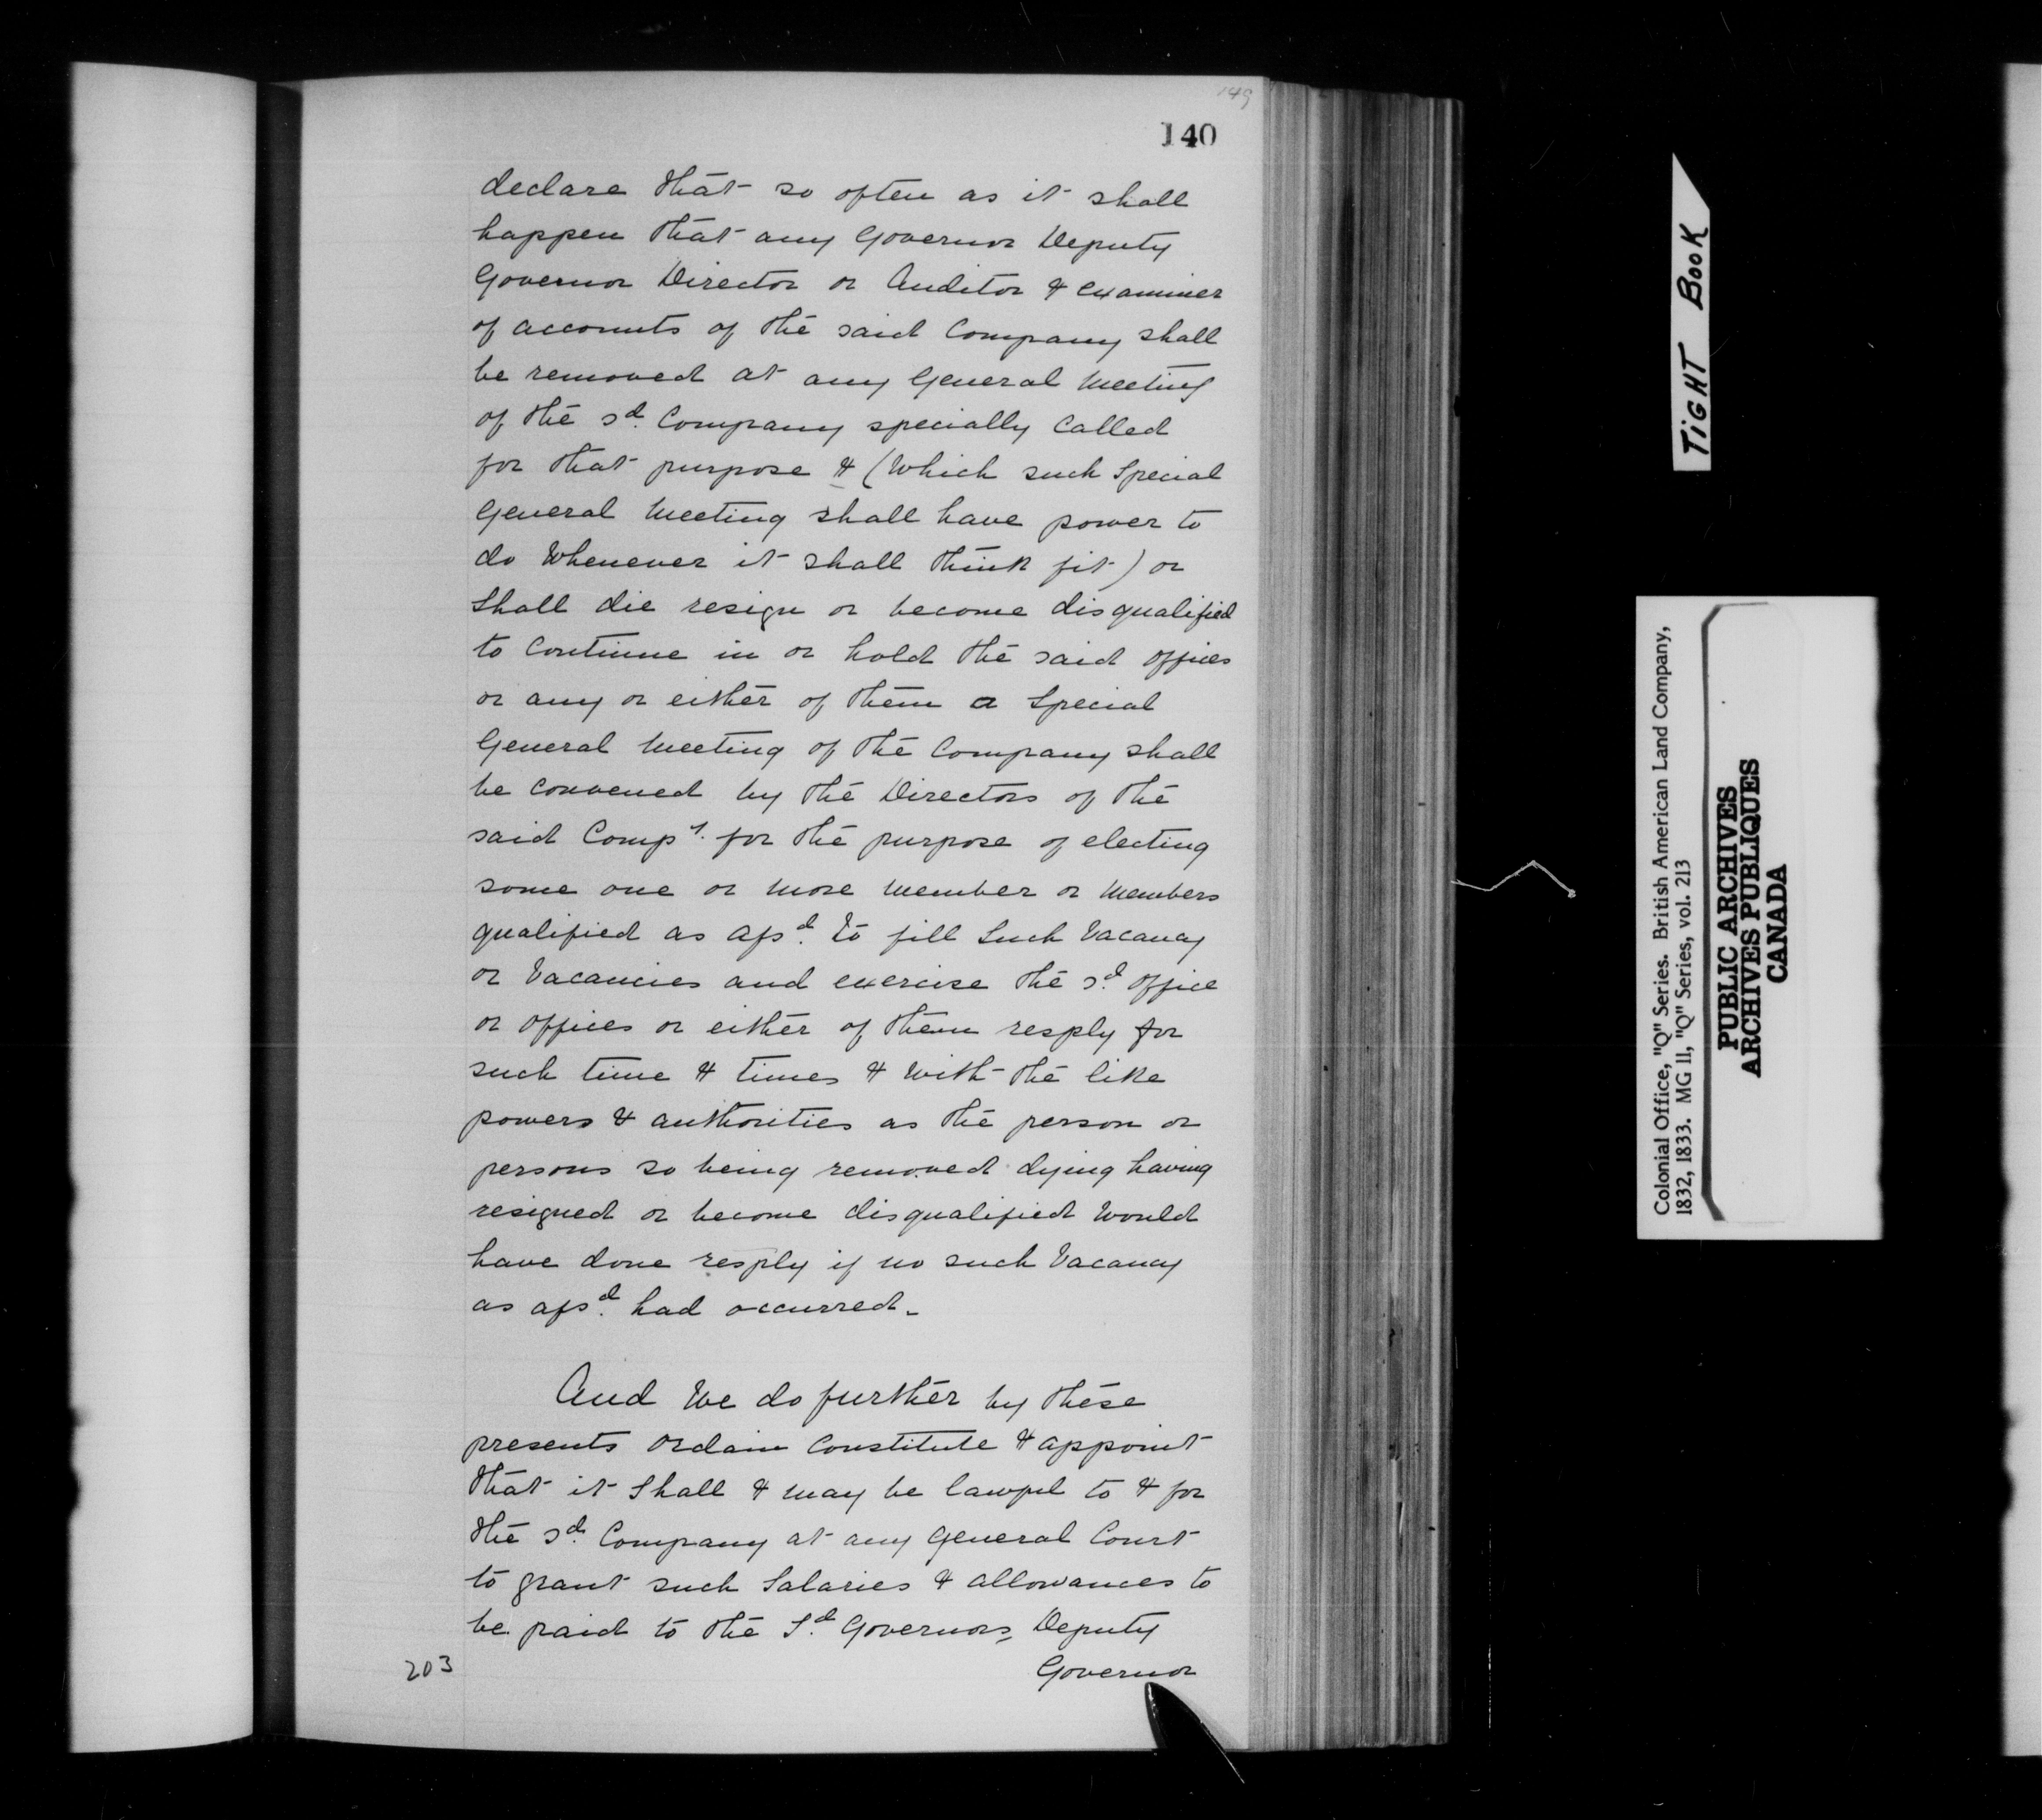 149
140
declare that so often as it shall
happen that any Governor Deputy
Governor Director or Auditor & examiner
of accounts of the said Company shall
be removed at any General Meeting
of the sd. Company specially called
for that purpose & (Which such Special
General Meeting shall have power to
do Whenever it shall think fit) or
Shall die resign or become disqualified
to Continue in or hold the said offices
or any or either of them a Special
General Meeting of the Company shall
be convened by the Directors of the
said Compy. for the purpose of electing
some one or more Member or Members
qualified as afsd. to fill Such Vacancy
or Vacancies and exercise the sd. office
or offices or either of them resply for
such time & times & with the like
powers & authorities as the person or
persons so being removed dying having
resigned or become disqualified would
have done resply if no such Vacancy
as afsd. had occurred.
And We do further by these
presents ordain Constitute & appoint
that it Shall & may be lawful to & for
the sd. Company at any General Court
to grant such Salaries & allowances to
be paid to the Sd. Governors, Deputy
Governor
203
TIGHT BOOK
Colonial Office, "Q" Series. British American Land Company,
1832, 1833. MG 11, "Q" Series, vol. 213
PUBLIC ARCHIVES
ARCHIVES PUBLIQUES
CANADA